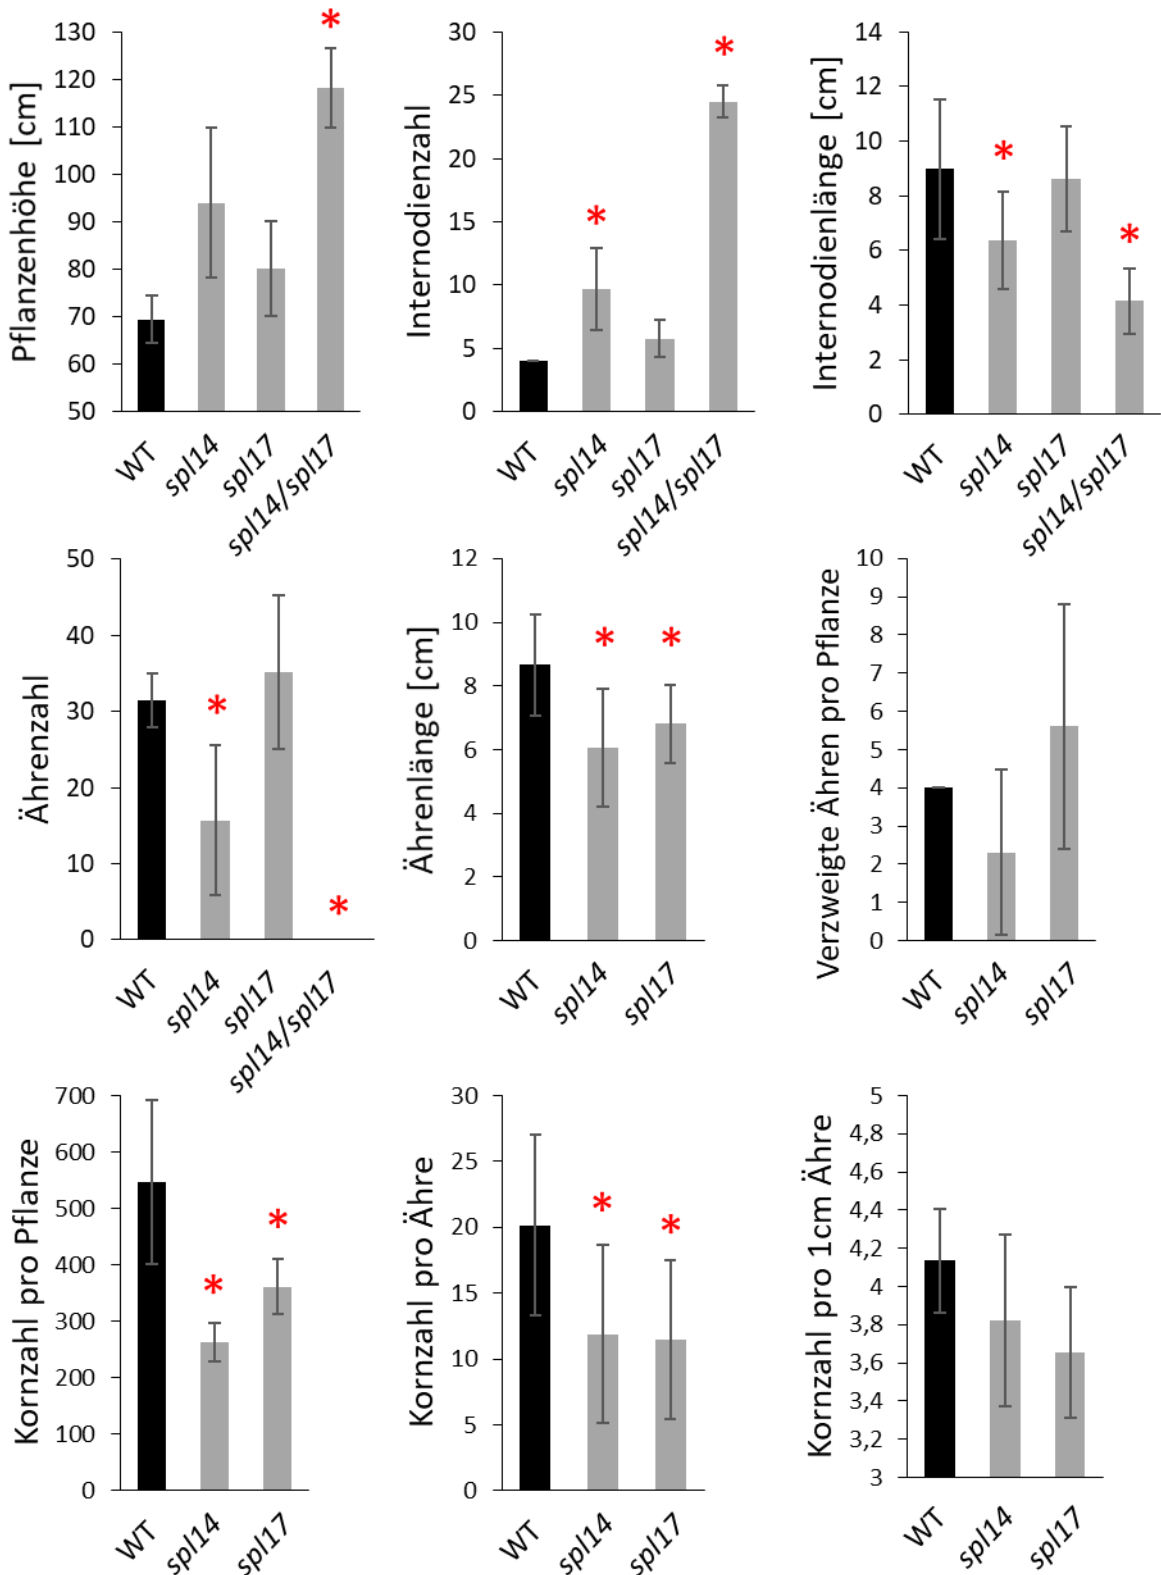 Pflanzenhöhe [cm]
130
120
110
100
90
80
70
60
50
*
WT
spl14
spl17
spl14/spl17
Internodienzahl
30
25
20
15
10
5
0
*
*
WT
spl14
spl17
spl14/spl17
Internodienlänge [cm]
14
12
10
8
6
4
2
0
*
*
WT
spl14
spl17
spl14/spl17
Ährenzahl
50
40
30
20
10
0
*
*
WT
spl14
spl17
spl14/spl17
Ährenlänge [cm]
12
10
8
6
4
2
0
*
*
WT
spl14
spl17
Verzweigte Ähren pro Pflanze
10
9
8
7
6
5
4
3
2
1
0
WT
spl14
spl17
Kornzahl pro Pflanze
700
600
500
400
300
200
100
0
*
*
WT
spl14
spl17
Kornzahl pro Ähre
30
25
20
15
10
5
0
*
*
WT
spl14
spl17
Kornzahl pro 1cm Ähre
5
4,8
4,6
4,4
4,2
4
3,8
3,6
3,4
3,2
3
WT
spl14
spl17